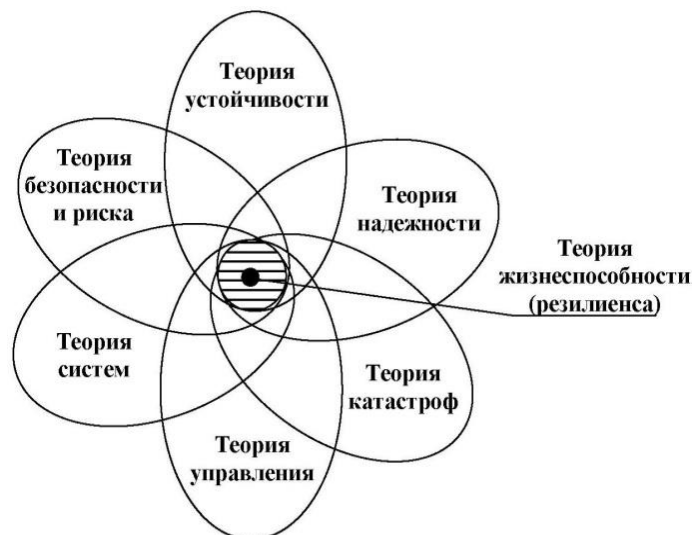 Теория
устойчивости
Теория
безопасности
и риска
Теория
надежности
Теория
жизнеспособности
(резилиенса)
Теория
систем
Теория
катастроф
Теория
управления